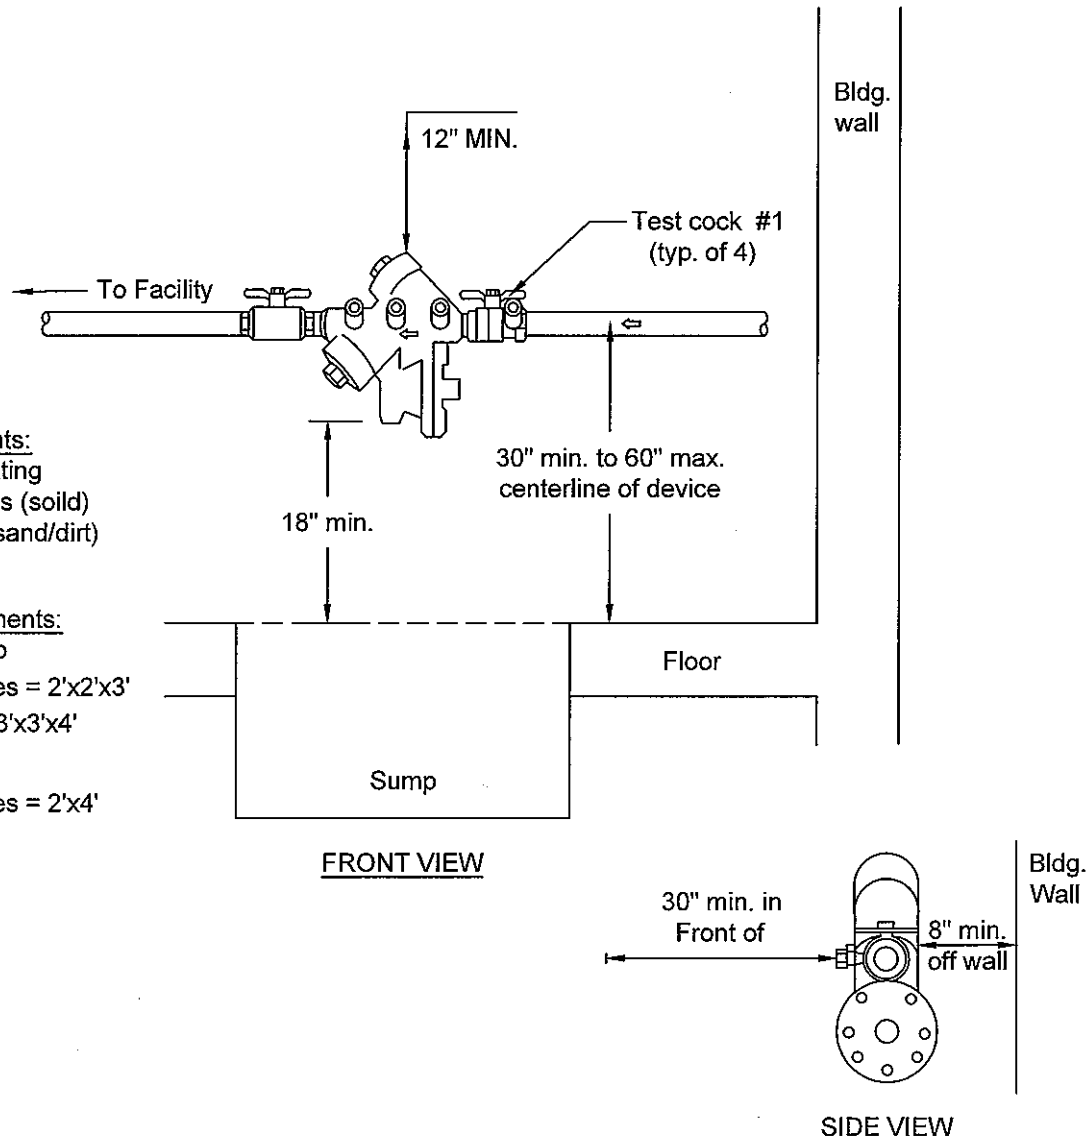 Bldg.
wall
12" MIN.
Test cock #1
(typ. of 4)
To Facility
nts:
ting
s (soild)
sand/dirt)
30" min. to 60" max.
centerline of device
18" min.
nents:
Floor
es = 2'x2'x3'
3'x3'x4'
Sump
es = 2'x4'
FRONT VIEW
Bldg.
Wall
30" min. in
Front of
8" min.
off wall
SIDE VIEW